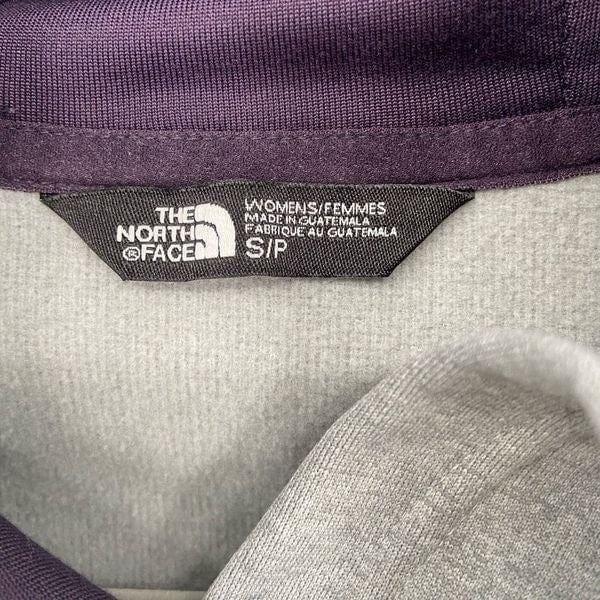 THE
NORTH
®FACE
WOMENS/FEMMES
MADE IN GUATEMALA
FABRIQUE AU GUATEMALA
S/P